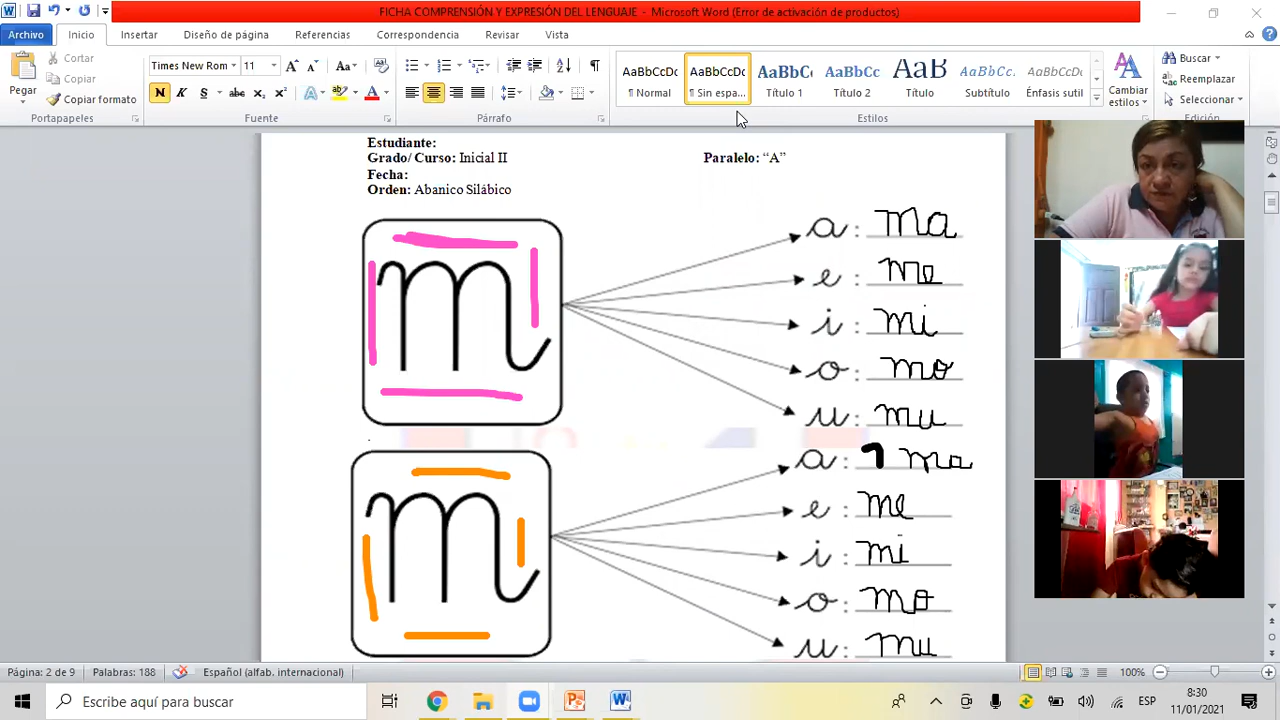 FICHA COMPRENSIÓN Y EXPRESIÓN DEL LENGUAJE - Microsoft Word (Error de activación de productos)
Archivo Inicio Insertar Diseño de página Referencias Correspondencia Revisar Vista
Cortar
Copiar
Copiar formato
Pegar
Portapapeles
Times New Rom 11
N K S
Fuente
Párrafo
AaBbCcDc AaBbCcDc AaBbC AaBbCc AaB AaBbCc. AaBbCcDc
¶ Normal ¶ Sin espa... Título 1 Título 2 Título Subtítulo Énfasis sutil
Cambiar estilos
Estilos
Buscar
Reemplazar
Seleccionar
Edición
Estudiante:
Grado/ Curso: Inicial II Paralelo: “A”
Fecha:
Orden: Abanico Silábico
m
a : ma
e : me
i : mi
o : mo
u : mu
m
a : ma
e : me
i : mi
o : mo
u : mu
Página: 2 de 9 Palabras: 188 Español (alfab. internacional) 100%
Escribe aquí para buscar ESP 8:30 11/01/2021